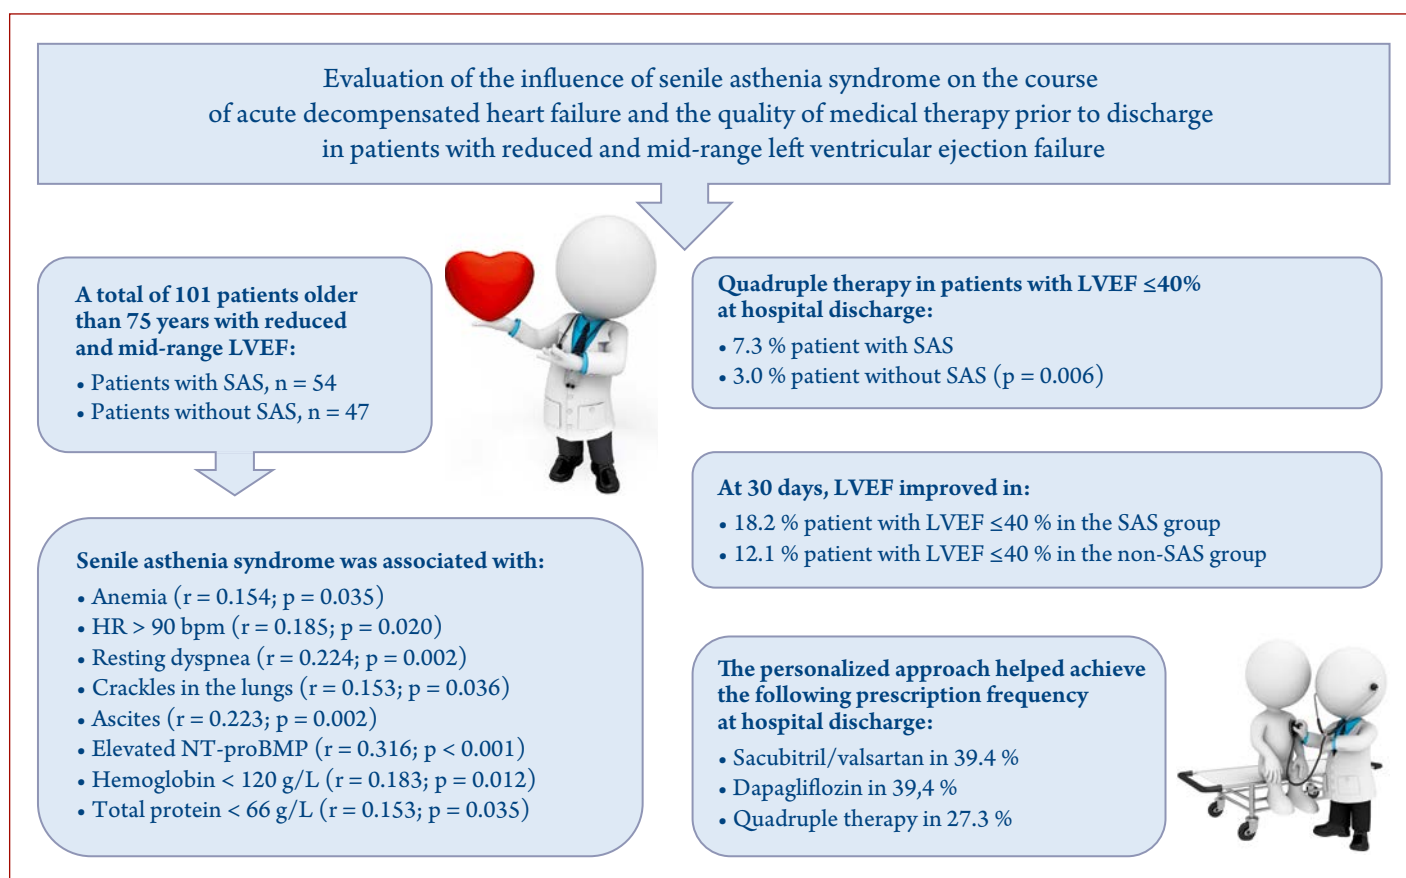 Evaluation of the influence of senile asthenia syndrome on the course
of acute decompensated heart failure and the quality of medical therapy prior to discharge
in patients with reduced and mid-range left ventricular ejection failure
A total of 101 patients older
than 75 years with reduced
and mid-range LVEF:
• Patients with SAS, n = 54
• Patients without SAS, n = 47
Senile asthenia syndrome was associated with:
• Anemia (r = 0.154; p = 0.035)
• HR > 90 bpm (r = 0.185; p = 0.020)
• Resting dyspnea (r = 0.224; p = 0.002)
• Crackles in the lungs (r = 0.153; p = 0.036)
• Ascites (r = 0.223; p = 0.002)
• Elevated NT-proBMP (r = 0.316; p < 0.001)
• Hemoglobin < 120 g/L (r = 0.183; p = 0.012)
• Total protein < 66 g/L (r = 0.153; p = 0.035)
Quadruple therapy in patients with LVEF ≤40%
at hospital discharge:
• 7.3 % patient with SAS
• 3.0 % patient without SAS (p = 0.006)
At 30 days, LVEF improved in:
• 18.2 % patient with LVEF ≤40 % in the SAS group
• 12.1 % patient with LVEF ≤40 % in the non-SAS group
The personalized approach helped achieve
the following prescription frequency
at hospital discharge:
• Sacubitril/valsartan in 39.4 %
• Dapagliflozin in 39,4 %
• Quadruple therapy in 27.3 %